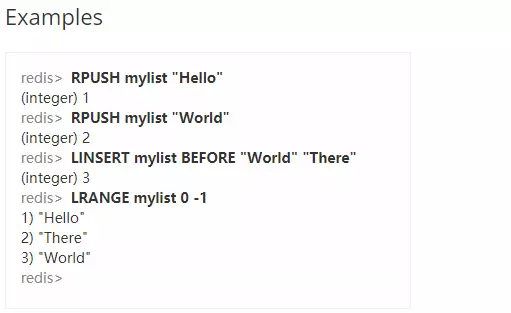 Examples
redis> RPUSH mylist "Hello"
(integer) 1
redis> RPUSH mylist "World"
(integer) 2
redis> LINSERT mylist BEFORE "World" "There"
(integer) 3
redis> LRANGE mylist 0 -1
1) "Hello"
2) "There"
3) "World"
redis>